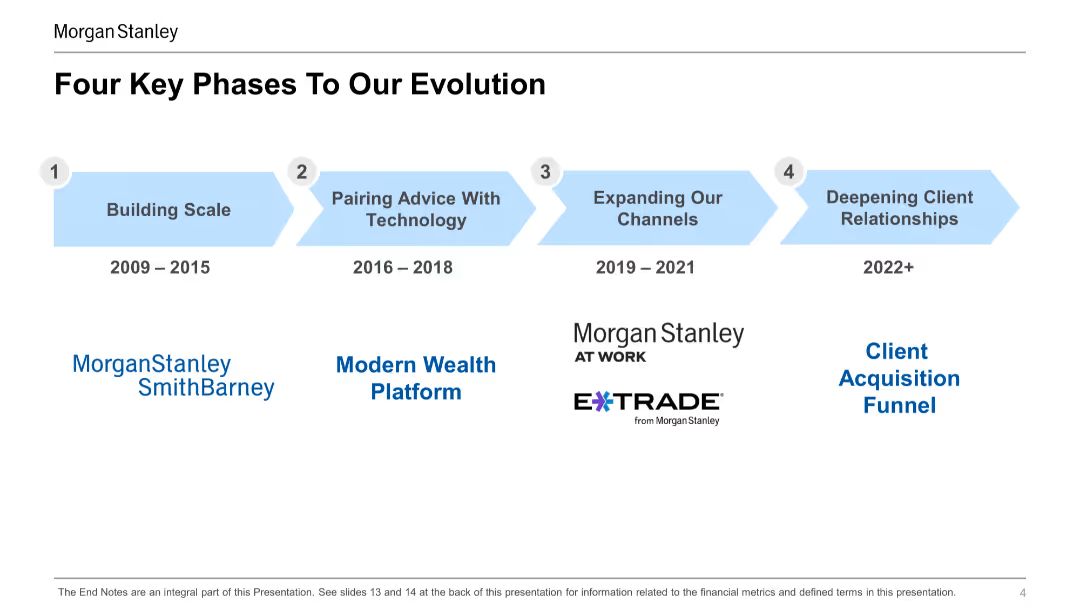 Morgan Stanley
Four Key Phases To Our Evolution
1
Building Scale
2009 – 2015
MorganStanley
SmithBarney
2
Pairing Advice With
Technology
2016 – 2018
Modern Wealth
Platform
3
Expanding Our
Channels
2019 – 2021
Morgan Stanley
AT WORK
E*TRADE®
from Morgan Stanley
4
Deepening Client
Relationships
2022+
Client
Acquisition
Funnel
The End Notes are an integral part of this Presentation. See slides 13 and 14 at the back of this presentation for information related to the financial metrics and defined terms in this presentation.
4